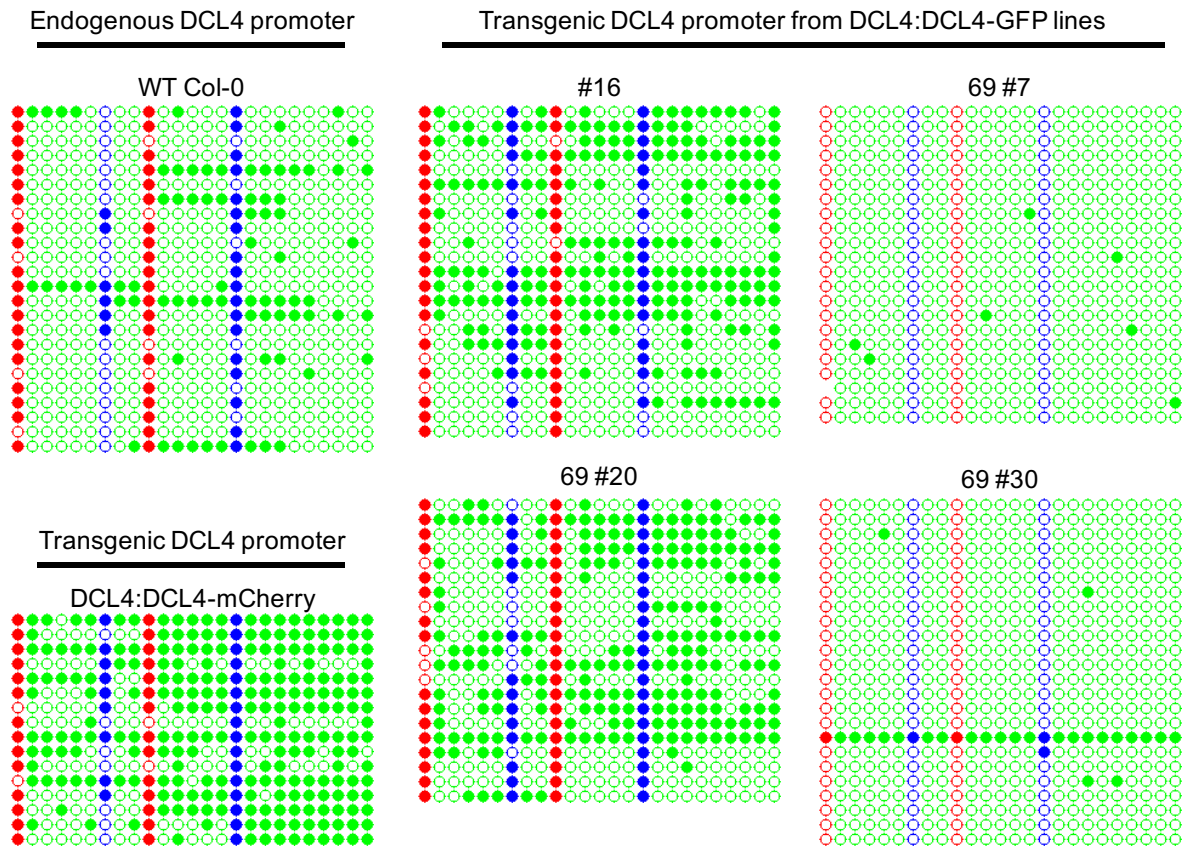 Endogenous DCL4 promoter
Transgenic DCL4 promoter from DCL4:DCL4-GFP lines
WT Col-0
#16
69 #7
69 #20
69 #30
Transgenic DCL4 promoter
DCL4:DCL4-mCherry